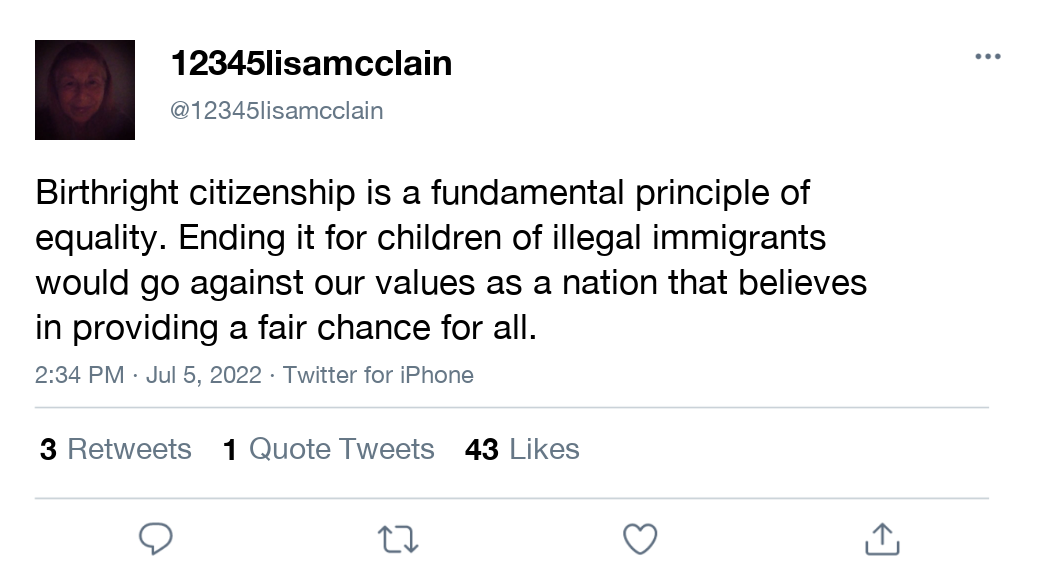 12345lisamcclain
@12345lisamcclain
Birthright citizenship is a fundamental principle of
equality. Ending it for children of illegal immigrants
would go against our values as a nation that believes
in providing a fair chance for all.
2:34 PM · Jul 5, 2022 · Twitter for iPhone
3 Retweets 1 Quote Tweets 43 Likes